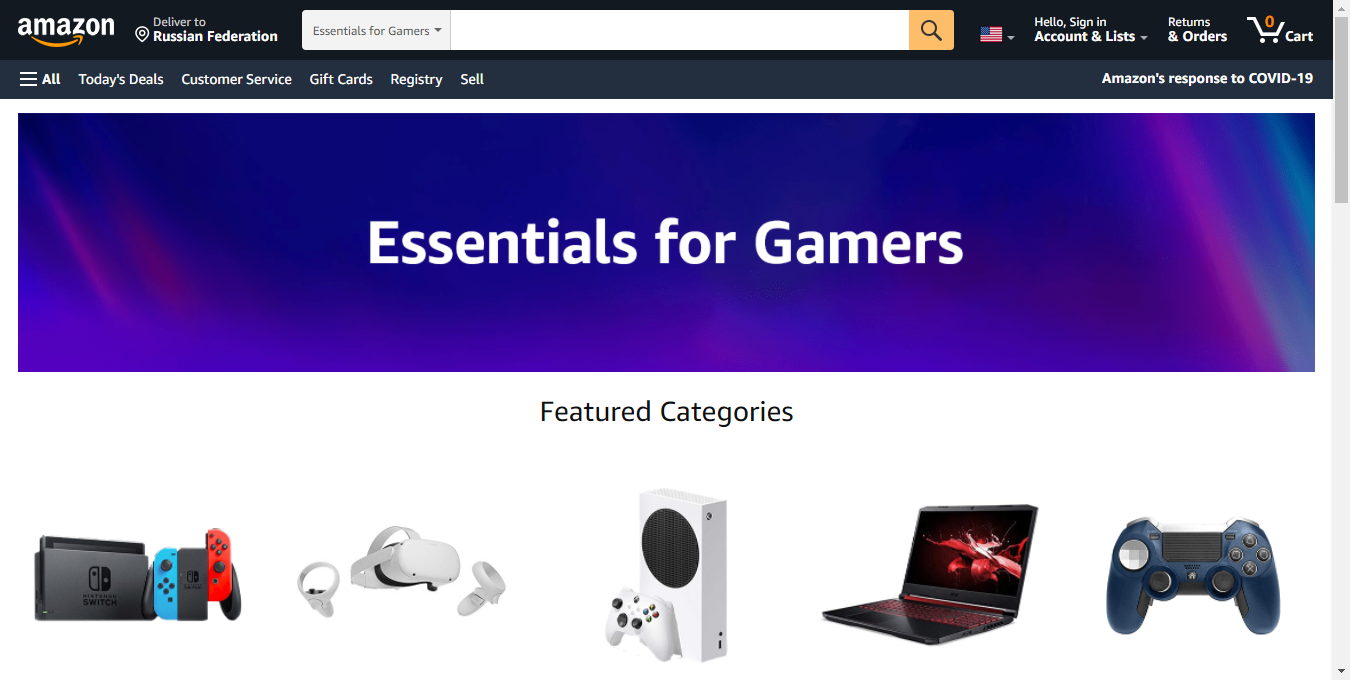 amazon
Deliver to
Russian Federation
Essentials for Gamers
Hello, Sign in
Account & Lists
Returns
& Orders
0
Cart
All
Today's Deals
Customer Service
Gift Cards
Registry
Sell
Amazon's response to COVID-19
Essentials for Gamers
Featured Categories
NINTENDO
SWITCH